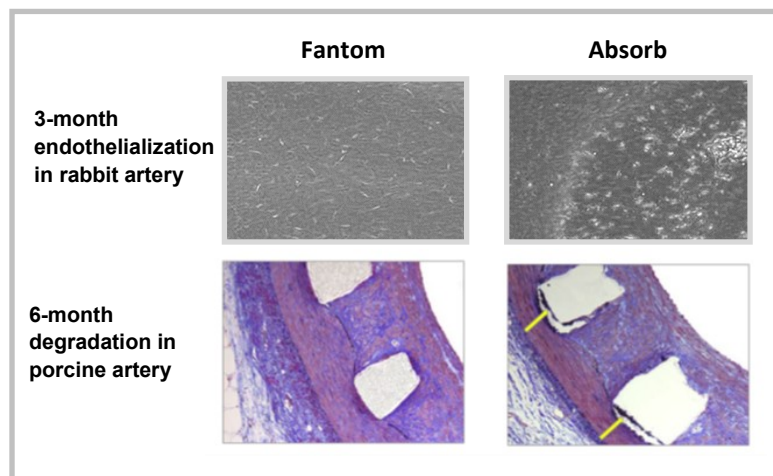 Fantom
Absorb
3-month
endothelialization
in rabbit artery
6-month
degradation in
porcine artery